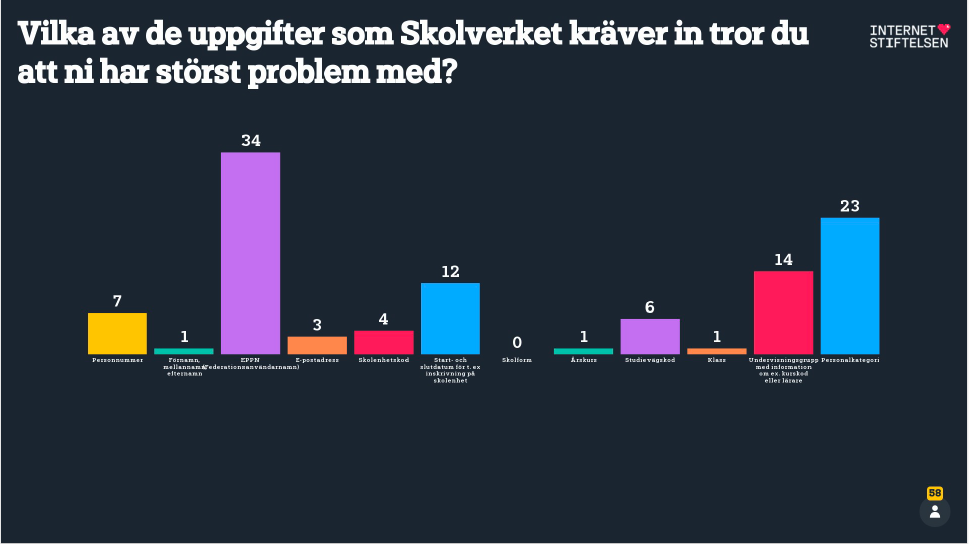 Vilka av de uppgifter som Skolverket kräver in tror du
att ni har störst problem med?
INTERNET
STIFTELSEN
7
1
34
3
4
12
0
1
6
1
14
23
Personnummer
Förnamn,
mellannamn,
efternamn
EPPN
(Federationsanvändarnamn)
E-postadress
Skolenhetskod
Start- och
slutdatum för t. ex
inskrivning på
skolenhet
Skolform
Årskurs
Studievägskod
Klass
Undervisningsgrupp
med information
om ex. kurskod
eller lärare
Personalkategori
58